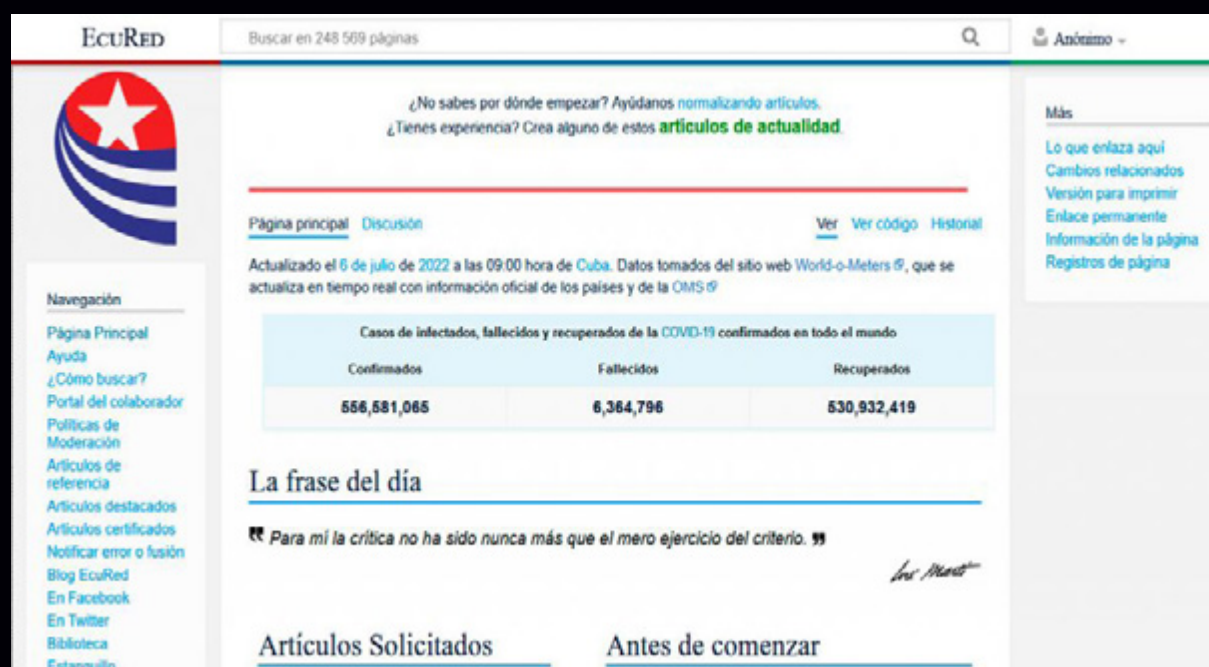 EcuRed
Buscar en 248 569 páginas
Anónimo
¿No sabes por dónde empezar? Ayúdanos normalizando artículos.
¿Tienes experiencia? Crea alguno de estos artículos de actualidad.
Página principal Discusión
Ver Ver código Historial
Actualizado el 6 de julio de 2022 a las 09:00 hora de Cuba. Datos tomados del sitio web World-o-Meters, que se
actualiza en tiempo real con información oficial de los países y de la OMS
Casos de infectados, fallecidos y recuperados de la COVID-19 confirmados en todo el mundo
Confirmados Fallecidos Recuperados
556,581,065 6,364,796 530,932,419
La frase del día
" Para mí la crítica no ha sido nunca más que el mero ejercicio del criterio. "
José Martí
Artículos Solicitados
Antes de comenzar
Navegación
Página Principal
Ayuda
¿Cómo buscar?
Portal del colaborador
Políticas de
Moderación
Artículos de
referencia
Artículos destacados
Artículos certificados
Notificar error o fusión
Blog EcuRed
En Facebook
En Twitter
Biblioteca
Estanquillo
Más
Lo que enlaza aquí
Cambios relacionados
Versión para imprimir
Enlace permanente
Información de la página
Registros de página